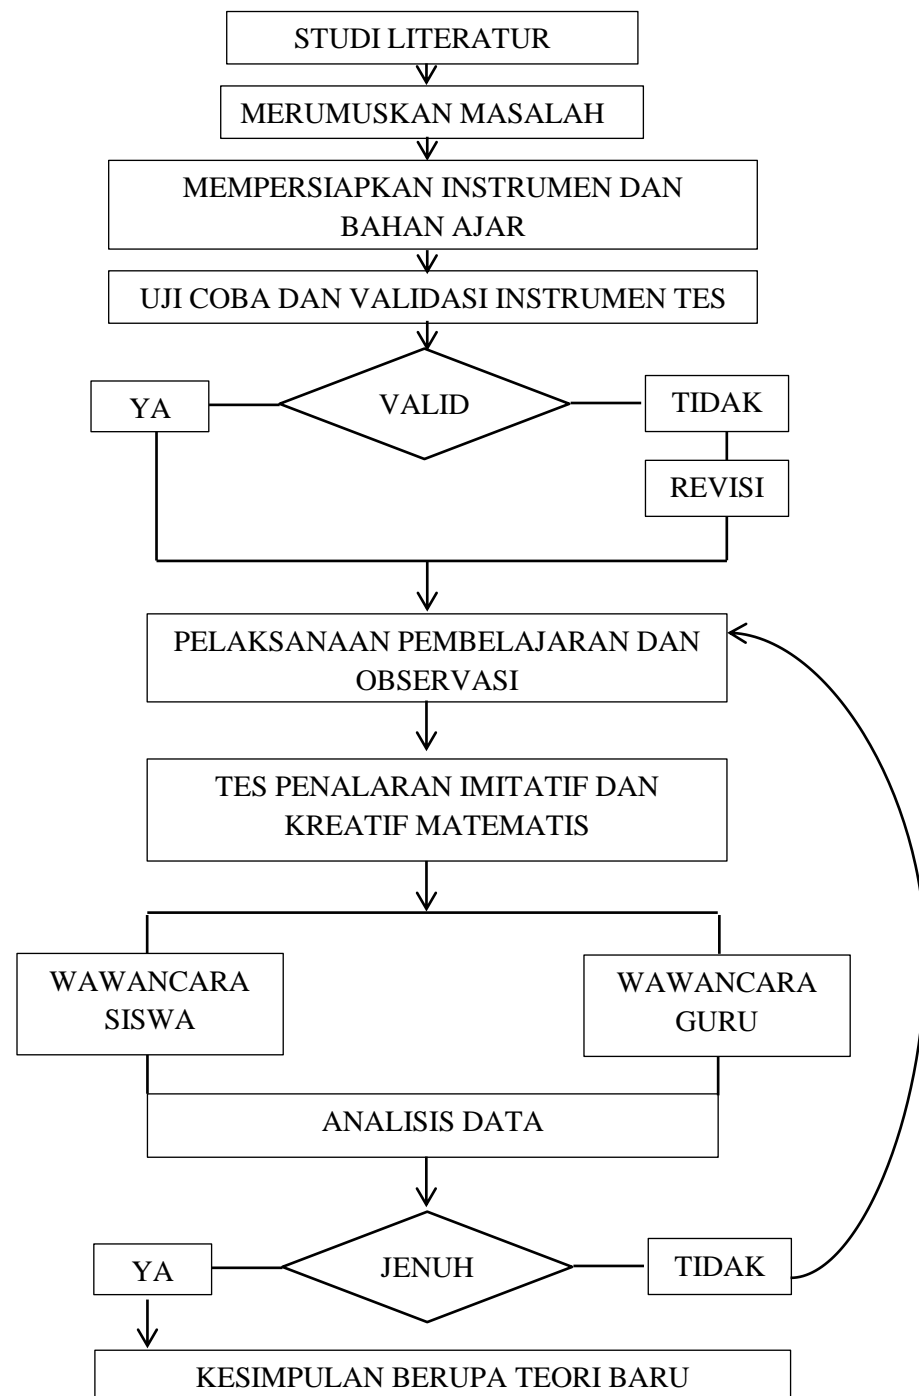 STUDI LITERATUR
MERUMUSKAN MASALAH
MEMPERSIAPKAN INSTRUMEN DAN
BAHAN AJAR
UJI COBA DAN VALIDASI INSTRUMEN TES
YA
VALID
TIDAK
REVISI
PELAKSANAAN PEMBELAJARAN DAN
OBSERVASI
TES PENALARAN IMITATIF DAN
KREATIF MATEMATIS
WAWANCARA
SISWA
WAWANCARA
GURU
ANALISIS DATA
YA
JENUH
TIDAK
KESIMPULAN BERUPA TEORI BARU